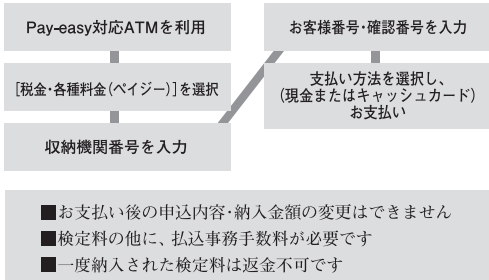 Pay-easy対応ATMを利用
[税金・各種料金(ペイジー)]を選択
収納機関番号を入力
お客様番号・確認番号を入力
支払い方法を選択し、
(現金またはキャッシュカード)
お支払い
■お支払い後の申込内容・納入金額の変更はできません
■検定料の他に、払込事務手数料が必要です
■一度納入された検定料は返金不可です